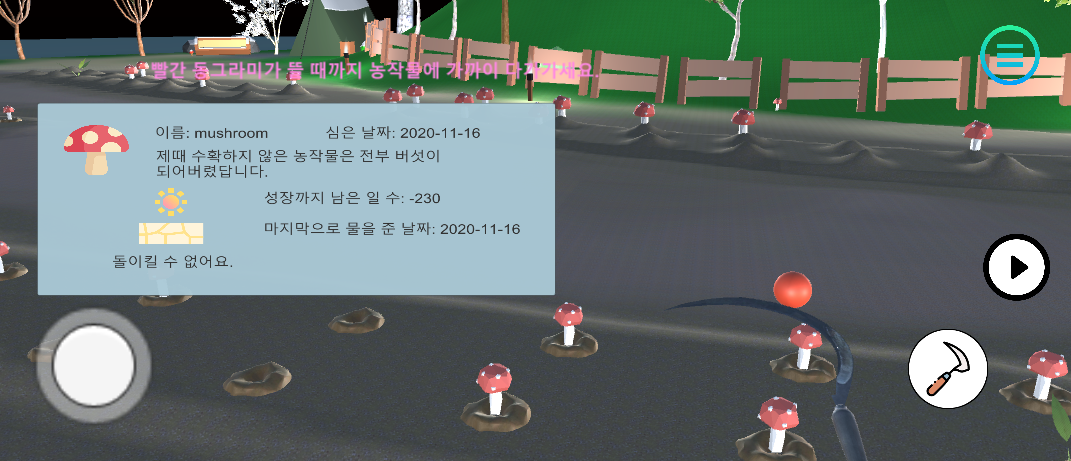 빨간 동그라미가 뜰 때까지 농작물에 가까이 다가가세요.
이름: mushroom 심은 날짜: 2020-11-16
제때 수확하지 않은 농작물은 전부 버섯이
되어버렸답니다.
성장까지 남은 일 수: -230
마지막으로 물을 준 날짜: 2020-11-16
돌이킬 수 없어요.